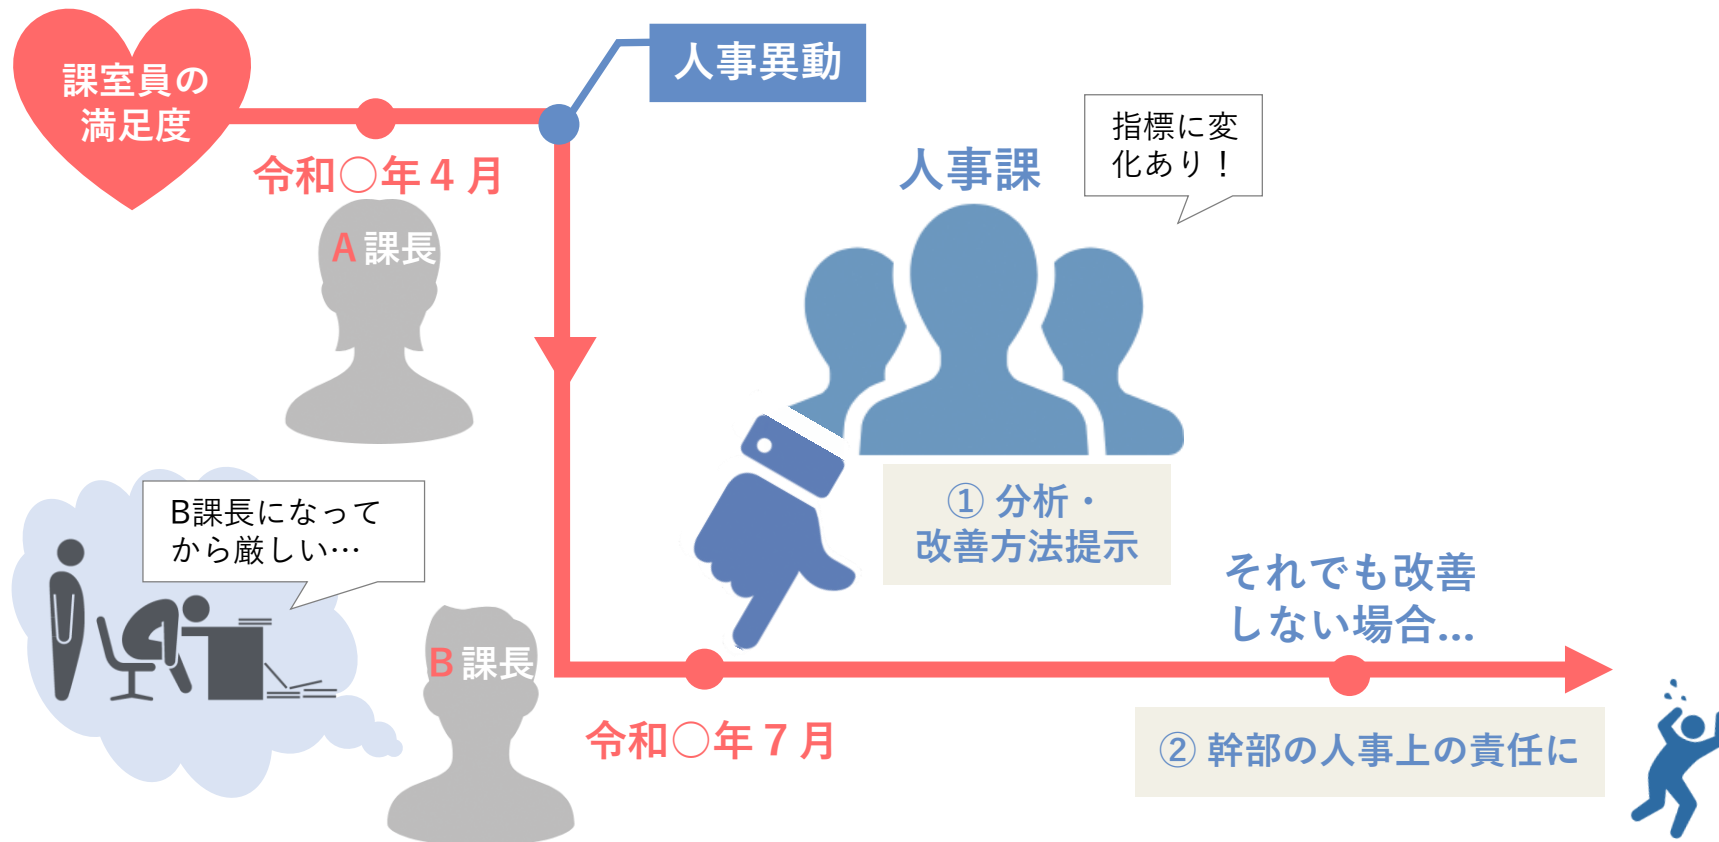 課室員の
満足度
人事異動
令和○年４月
A 課長
人事課
指標に変
化あり！
B課長になって
から厳しい…
① 分析・
改善方法提示
それでも改善
しない場合...
B 課長
令和○年７月
② 幹部の人事上の責任に